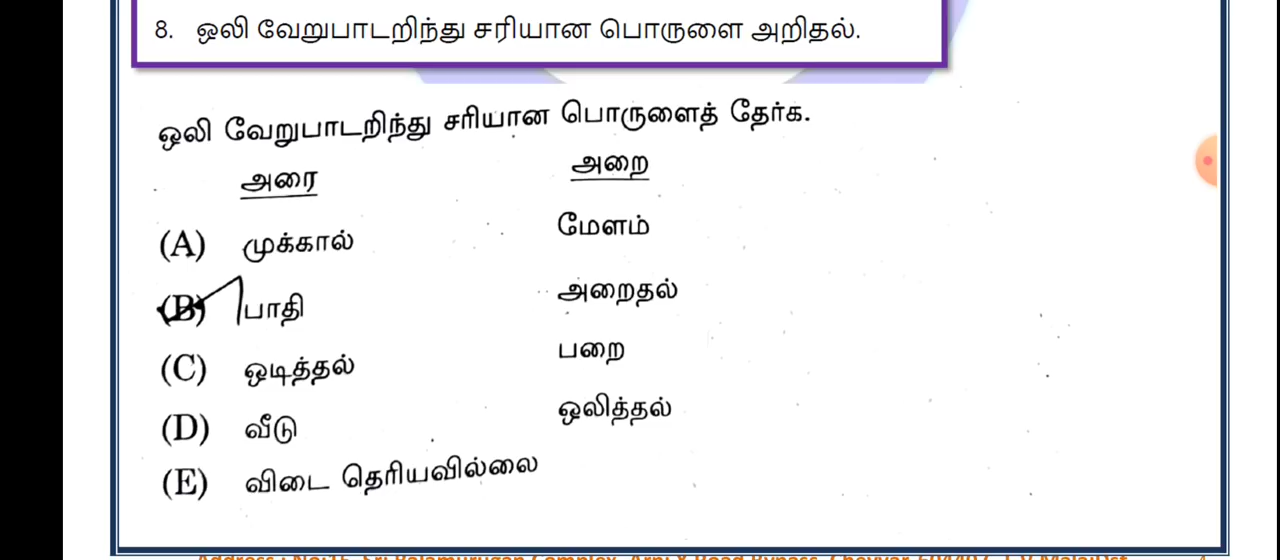 8. ஒலி வேறுபாடறிந்து சரியான பொருளை அறிதல்.
ஒலி வேறுபாடறிந்து சரியான பொருளைத் தேர்க.
அரை அறை
(A) முக்கால் மேளம்
(B) பாதி அறைதல்
(C) ஒடித்தல் பறை
(D) வீடு ஒலித்தல்
(E) விடை தெரியவில்லை